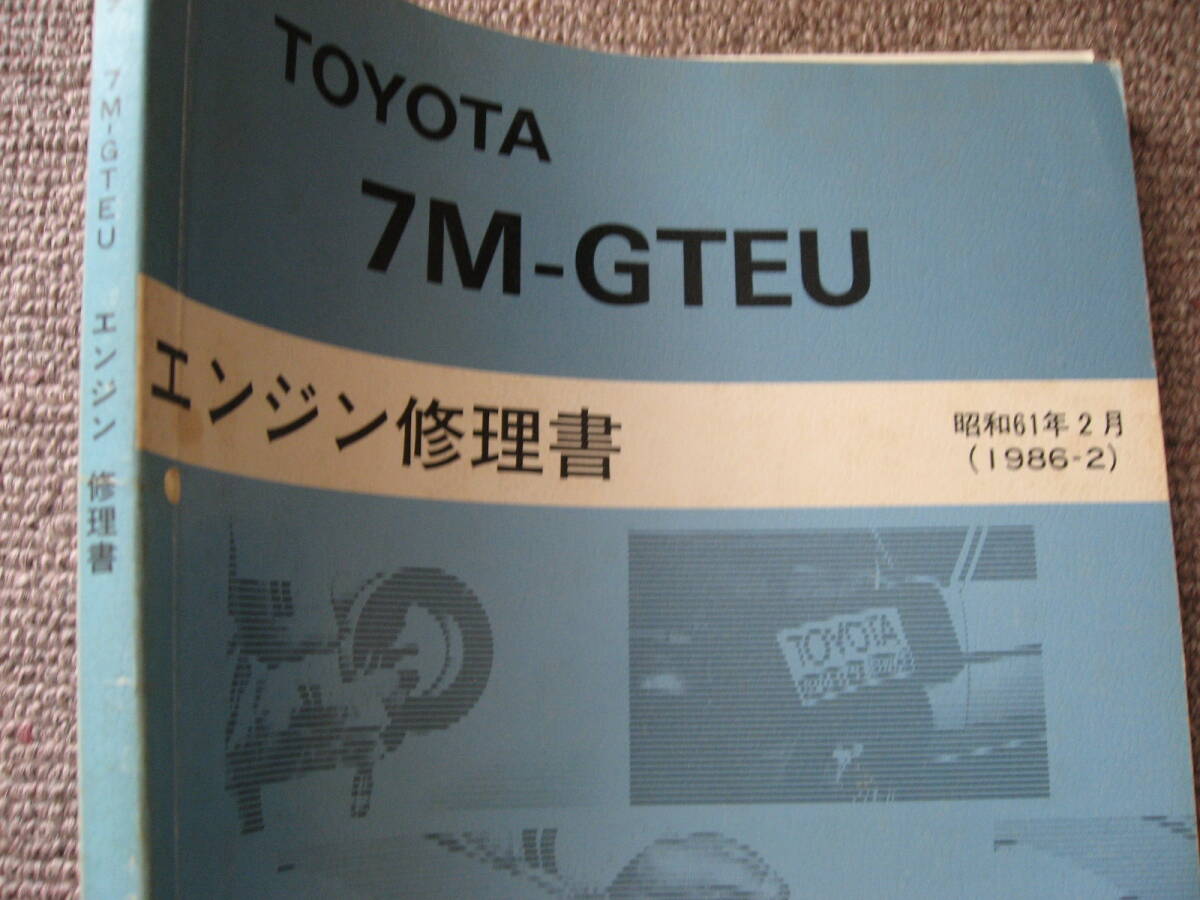 TOYOTA
7M-GTEU
エンジン修理書
昭和61年2月
(1986-2)
7M-GTEU エンジン 修理書
TOYOTA